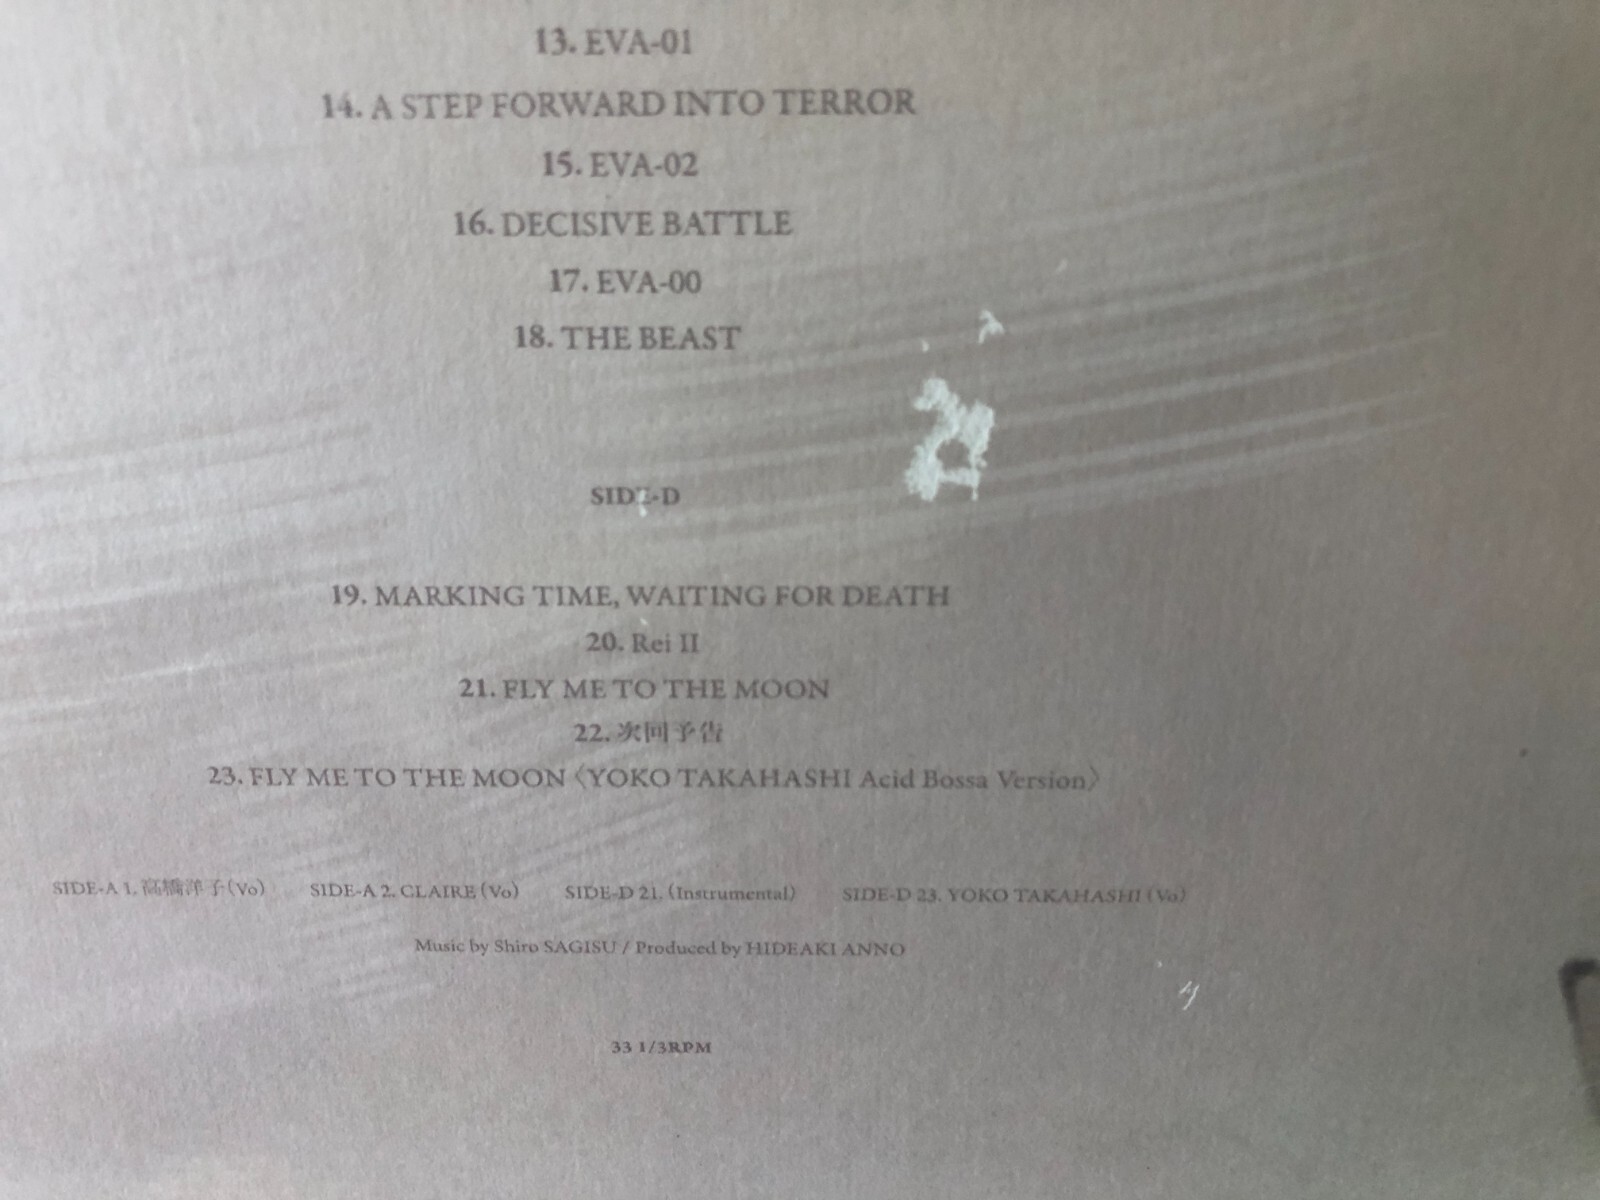 13. EVA-01
14. A STEP FORWARD INTO TERROR
15. EVA-02
16. DECISIVE BATTLE
17. EVA-00
18. THE BEAST
SIDE-D
19. MARKING TIME, WAITING FOR DEATH
20. Rei II
21. FLY ME TO THE MOON
22. 次回予告
23. FLY ME TO THE MOON〈YOKO TAKAHASHI Acid Bossa Version〉
SIDE-A 1. 高橋洋子(Vo) SIDE-A 2. CLAIRE (Vo) SIDE-D 21. (Instrumental) SIDE-D 23. YOKO TAKAHASHI (Vo)
Music by Shiro SAGISU / Produced by HIDEAKI ANNO
33 1/3RPM